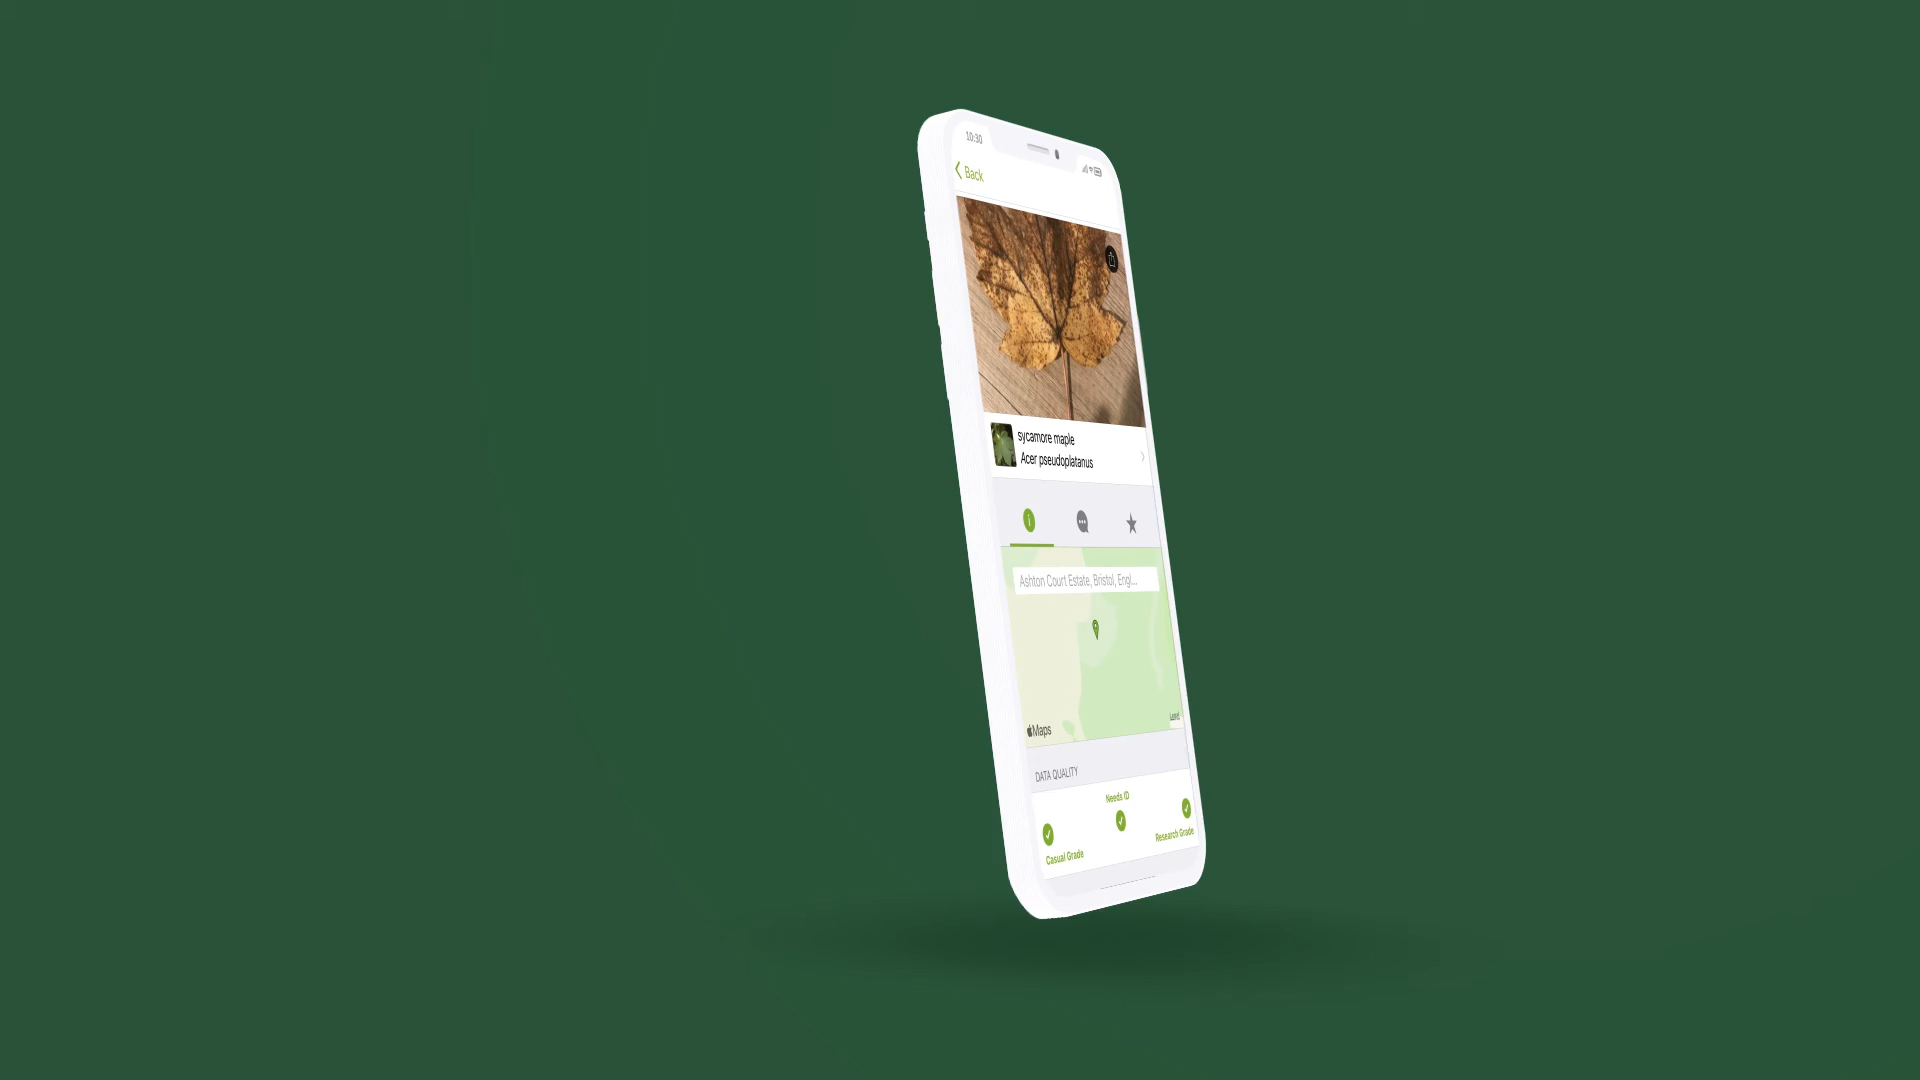 10:30
Back
sycamore maple
Acer pseudoplatanus
Ashton Court Estate, Bristol, Engl...
Maps
DATA QUALITY
Needs ID
Casual Grade
Research Grade